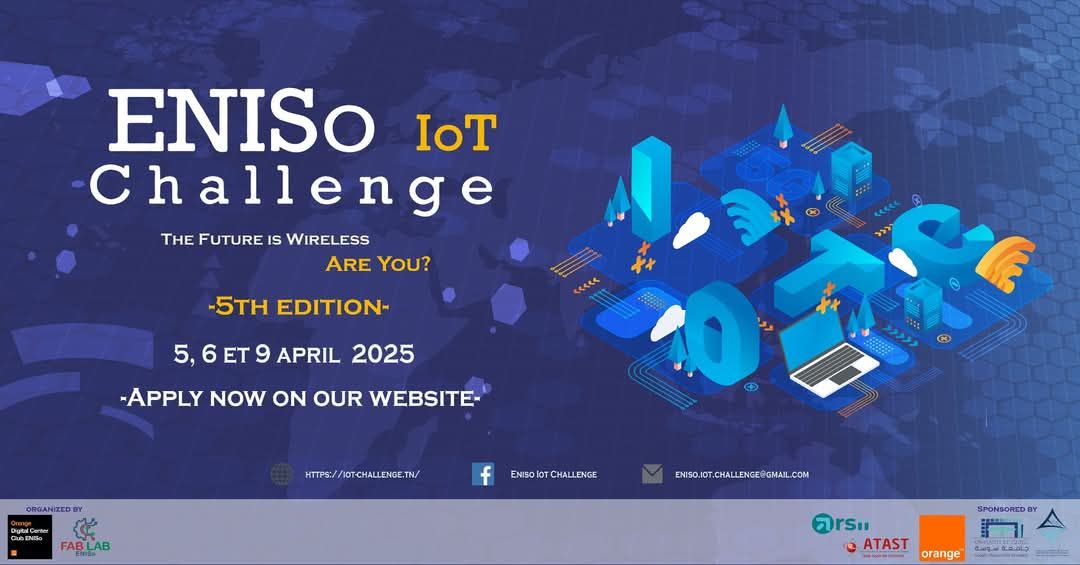 ENISo IoT
Challenge
The Future is Wireless
Are You?
-5TH EDITION-
5, 6 ET 9 APRIL 2025
-APPLY NOW ON OUR WEBSITE-
HTTPS://IOT-CHALLENGE.TN/
Eniso Iot Challenge
ENISO.IOT.CHALLENGE@GMAIL.COM
ORGANIZED BY
Orange
Digital Center
Club ENISo
FAB LAB
ENISo
SPONSORED BY
arsii
ATAST
orange
جامعة سوسة
I
o
T